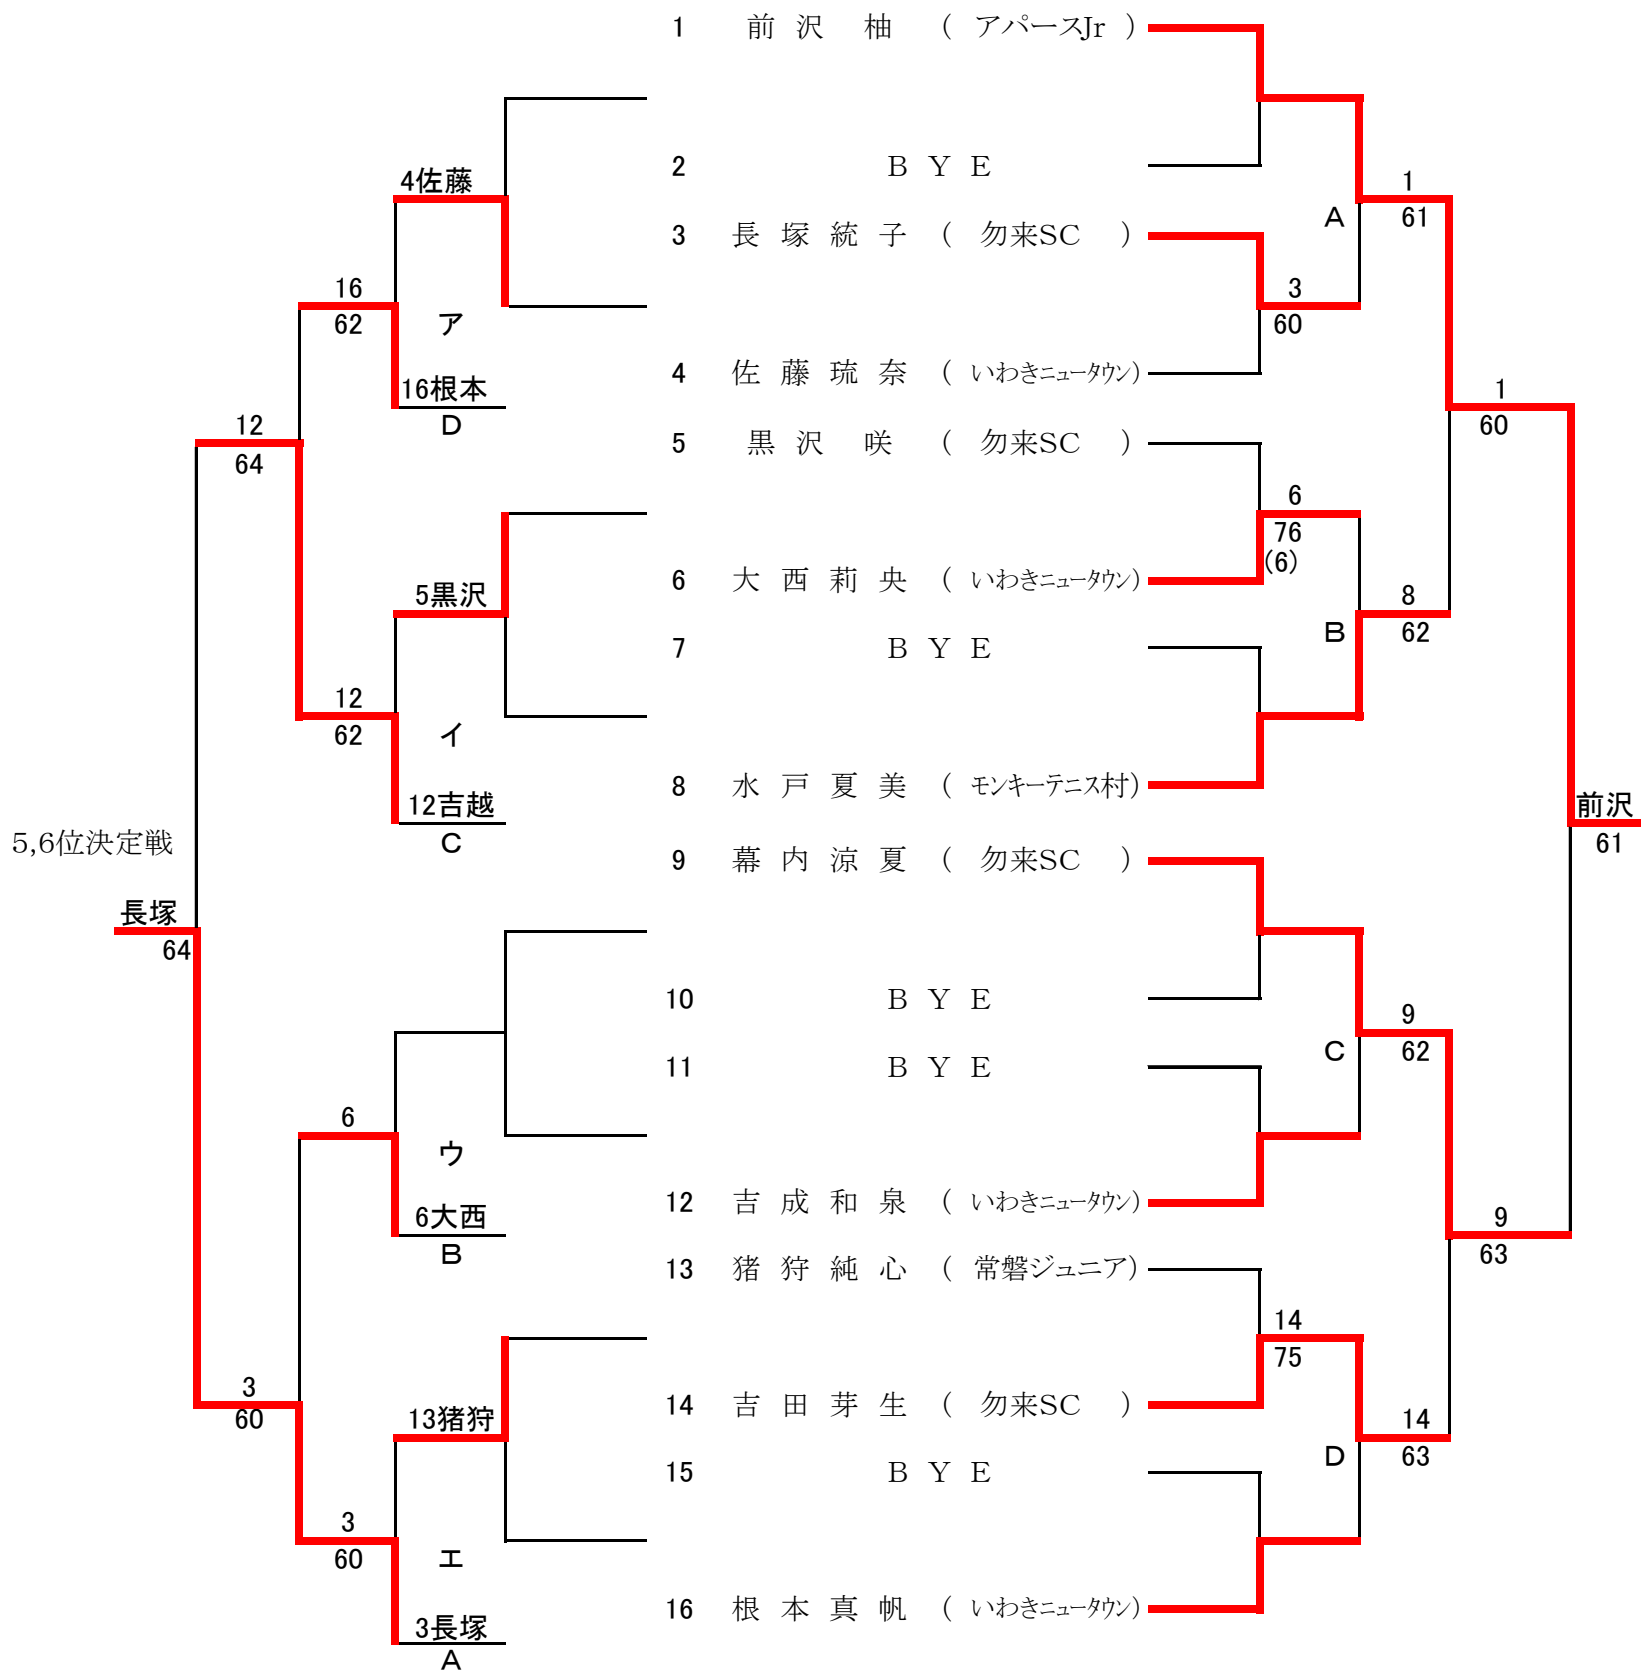 1 前沢 柚 ( アパースJr )
2 BYE
4佐藤
1
A
61
3 長塚統子 ( 勿来SC )
16
3
62
ア
60
4 佐藤琉奈 ( いわきニュータウン)
16根本
1
D
12
5 黒沢 咲 ( 勿来SC )
60
64
6
76
(6)
6 大西莉央 ( いわきニュータウン)
5黒沢
8
B
62
7 BYE
12
62
イ
8 水戸夏美 ( モンキーテニス村)
12吉越
前沢
C
61
5,6位決定戦
9 幕内涼夏 ( 勿来SC )
長塚
64
10 BYE
9
C
62
11 BYE
6
ウ
12 吉成和泉 ( いわきニュータウン)
6大西
9
B
63
13 猪狩純心 ( 常磐ジュニア)
14
75
3
60
13猪狩
14 吉田芽生 ( 勿来SC )
14
D
63
15 BYE
3
60
エ
16 根本真帆 ( いわきニュータウン)
3長塚
A